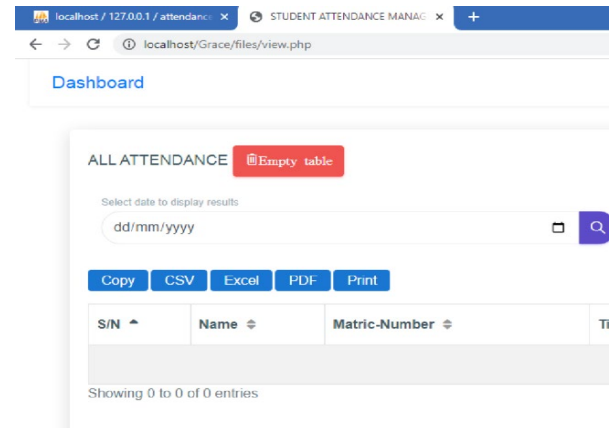 localhost / 127.0.0.1 / attendanc
STUDENT ATTENDANCE MANAG
localhost/Grace/files/view.php
Dashboard
ALL ATTENDANCE Empty table
Select date to display results
dd/mm/yyyy
Copy CSV Excel PDF Print
S/N Name Matric-Number Ti
Showing 0 to 0 of 0 entries